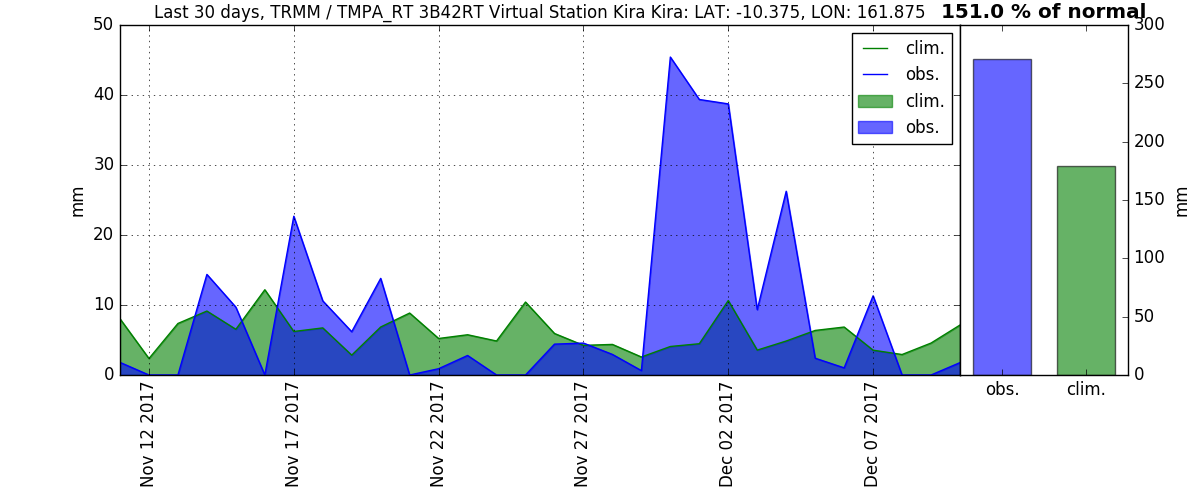 Last 30 days, TRMM / TMPA_RT 3B42RT Virtual Station Kira Kira: LAT: -10.375, LON: 161.875 151.0 % of normal
50
40
30
20
10
0
mm
clim.
obs.
clim.
obs.
Nov 12 2017
Nov 17 2017
Nov 22 2017
Nov 27 2017
Dec 02 2017
Dec 07 2017
300
250
200
150
100
50
0
mm
obs.
clim.